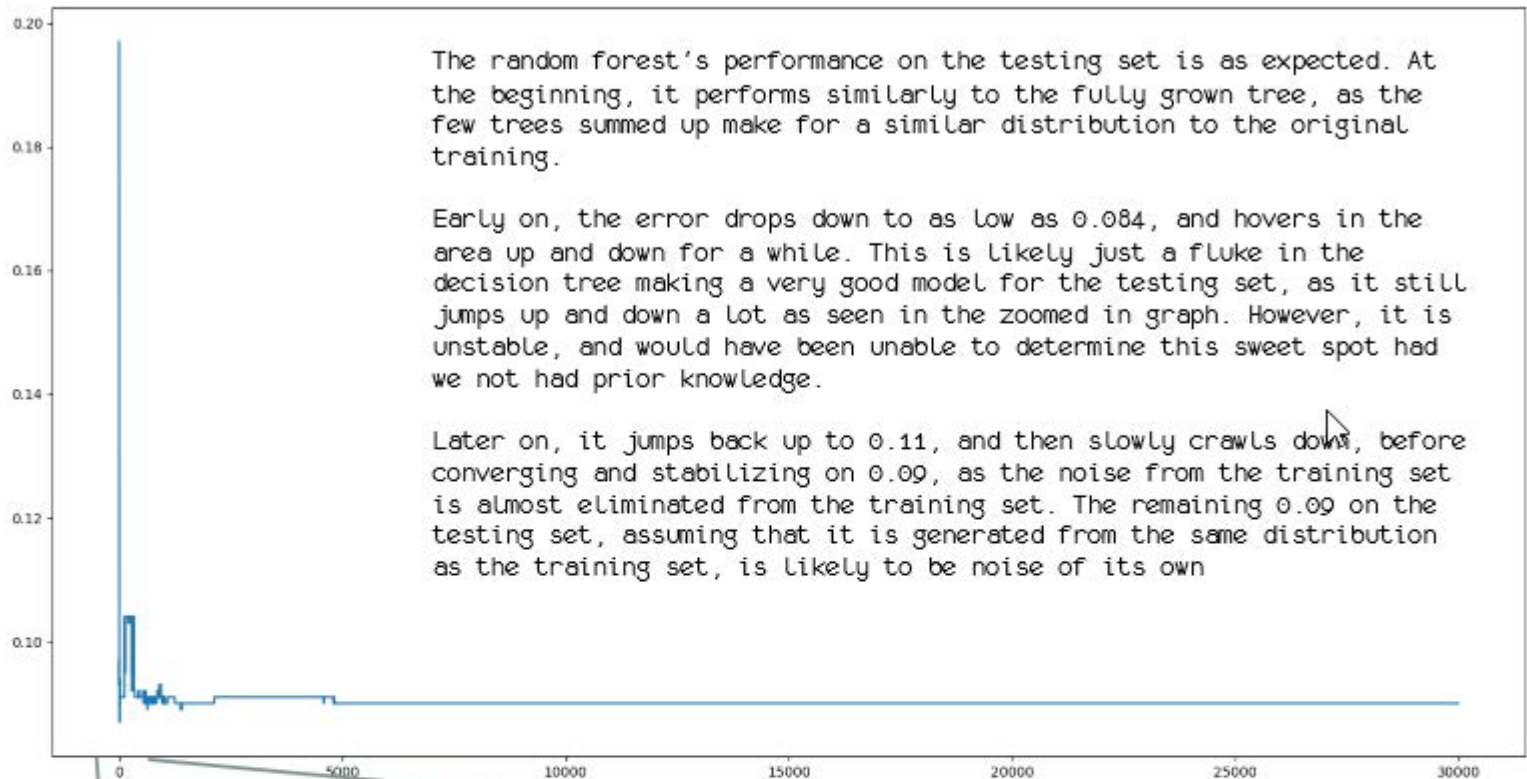 0.20
The random forest's performance on the testing set is as expected. At
the beginning, it performs similarly to the fully grown tree, as the
few trees summed up make for a similar distribution to the original
training.
0.18
Early on, the error drops down to as low as 0.084, and hovers in the
area up and down for a while. This is likely just a fluke in the
decision tree making a very good model for the testing set, as it still
jumps up and down a lot as seen in the zoomed in graph. However, it is
unstable, and would have been unable to determine this sweet spot had
we not had prior knowledge.
0.16
0.14
Later on, it jumps back up to 0.11, and then slowly crawls down, before
converging and stabilizing on 0.09, as the noise from the training set
is almost eliminated from the training set. The remaining 0.09 on the
testing set, assuming that it is generated from the same distribution
as the training set, is likely to be noise of its own
0.12
0.10
0 5000 10000 15000 20000 25000 30000